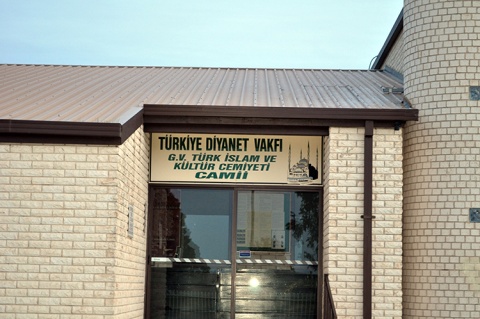 TÜRKİYE DİYANET VAKFI
G.V. TÜRK İSLAM VE
KÜLTÜR CEMİYETİ
CAMİİ